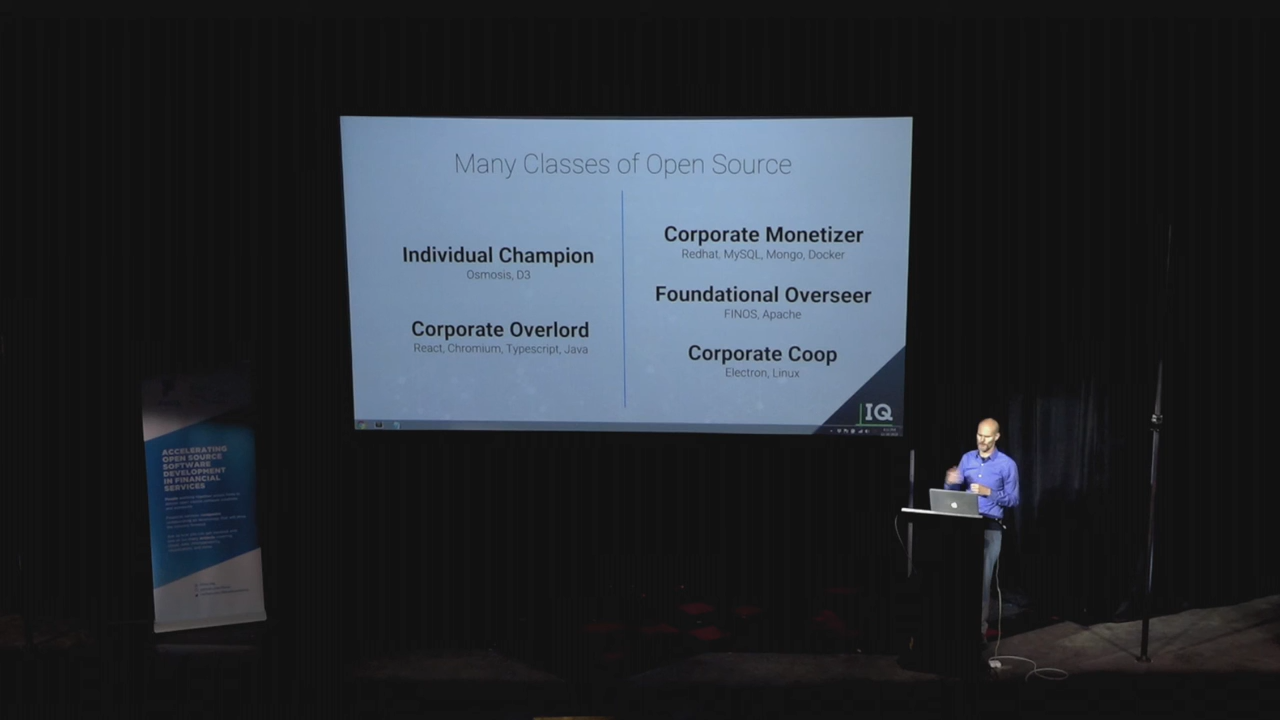 Many Classes of Open Source
Individual Champion
Osmosis, D3
Corporate Overlord
React, Chromium, Typescript, Java
Corporate Monetizer
Redhat, MySQL, Mongo, Docker
Foundational Overseer
FINOS, Apache
Corporate Coop
Electron, Linux
IQ
ACCELERATING
OPEN SOURCE
SOFTWARE
DEVELOPMENT
IN FINANCIAL
SERVICES